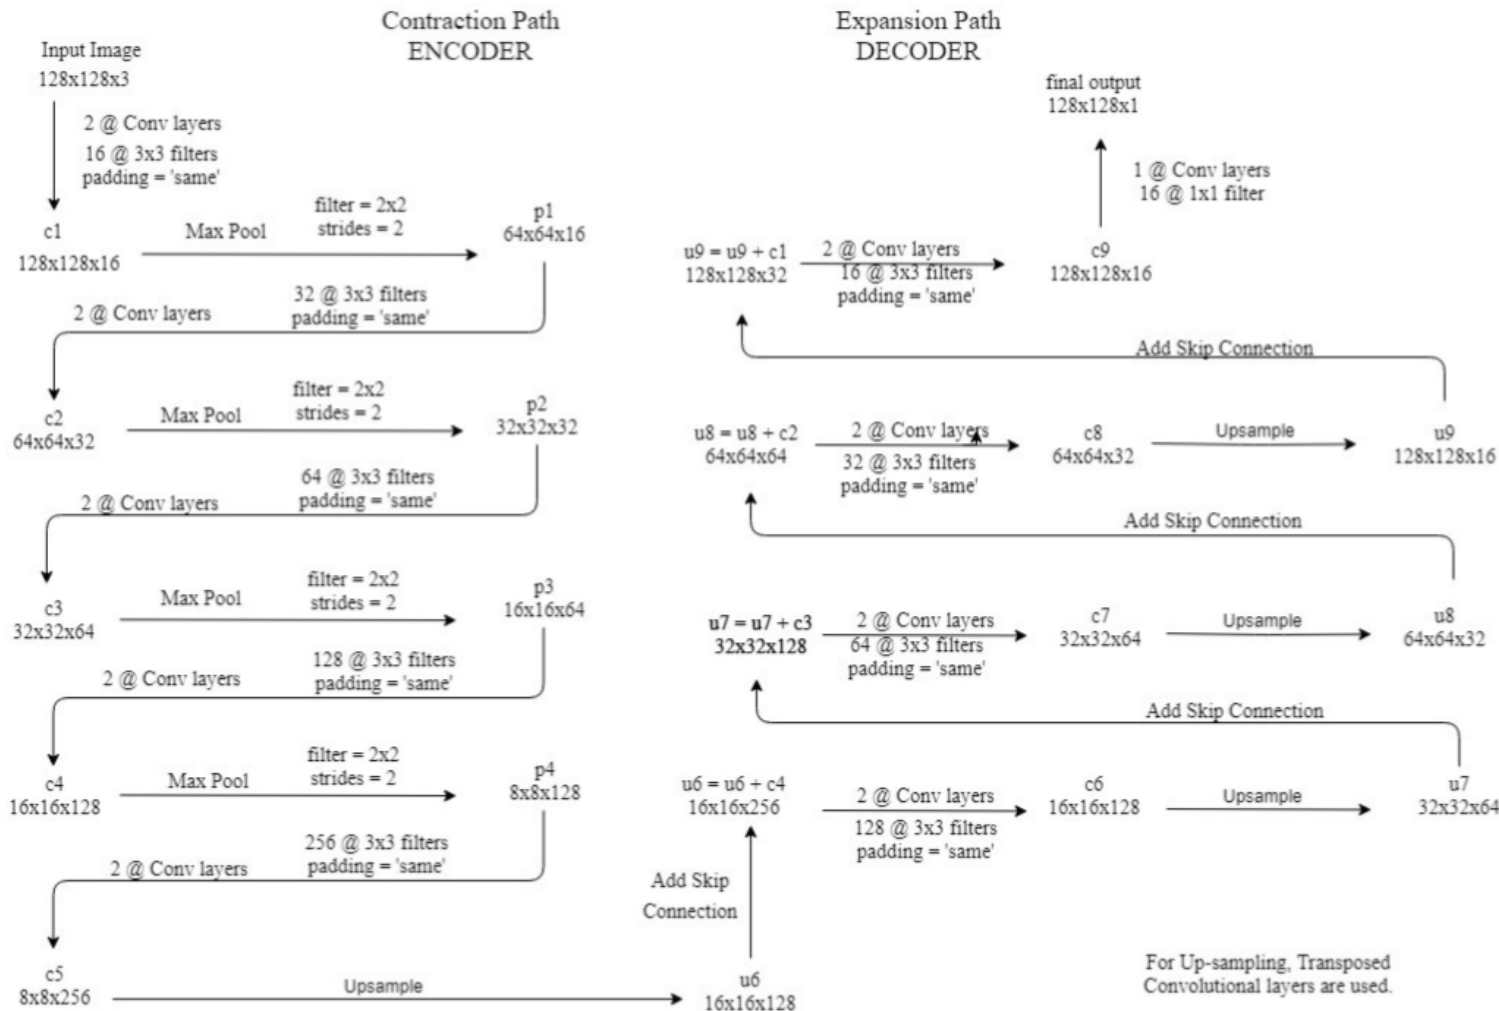 Contraction Path
ENCODER
Input Image
128x128x3
2 @ Conv layers
16 @ 3x3 filters
padding = 'same'
c1
128x128x16
Max Pool
filter = 2x2
strides = 2
p1
64x64x16
2 @ Conv layers
32 @ 3x3 filters
padding = 'same'
c2
64x64x32
Max Pool
filter = 2x2
strides = 2
p2
32x32x32
2 @ Conv layers
64 @ 3x3 filters
padding = 'same'
c3
32x32x64
Max Pool
filter = 2x2
strides = 2
p3
16x16x64
2 @ Conv layers
128 @ 3x3 filters
padding = 'same'
c4
16x16x128
Max Pool
filter = 2x2
strides = 2
p4
8x8x128
2 @ Conv layers
256 @ 3x3 filters
padding = 'same'
c5
8x8x256
Upsample
u6
16x16x128
Add Skip
Connection
Expansion Path
DECODER
u6 = u6 + c4
16x16x256
2 @ Conv layers
128 @ 3x3 filters
padding = 'same'
c6
16x16x128
Upsample
u7
32x32x64
Add Skip Connection
u7 = u7 + c3
32x32x128
2 @ Conv layers
64 @ 3x3 filters
padding = 'same'
c7
32x32x64
Upsample
u8
64x64x32
Add Skip Connection
u8 = u8 + c2
64x64x64
2 @ Conv layers
32 @ 3x3 filters
padding = 'same'
c8
64x64x32
Upsample
u9
128x128x16
Add Skip Connection
u9 = u9 + c1
128x128x32
2 @ Conv layers
16 @ 3x3 filters
padding = 'same'
c9
128x128x16
1 @ Conv layers
16 @ 1x1 filter
final output
128x128x1
For Up-sampling, Transposed
Convolutional layers are used.